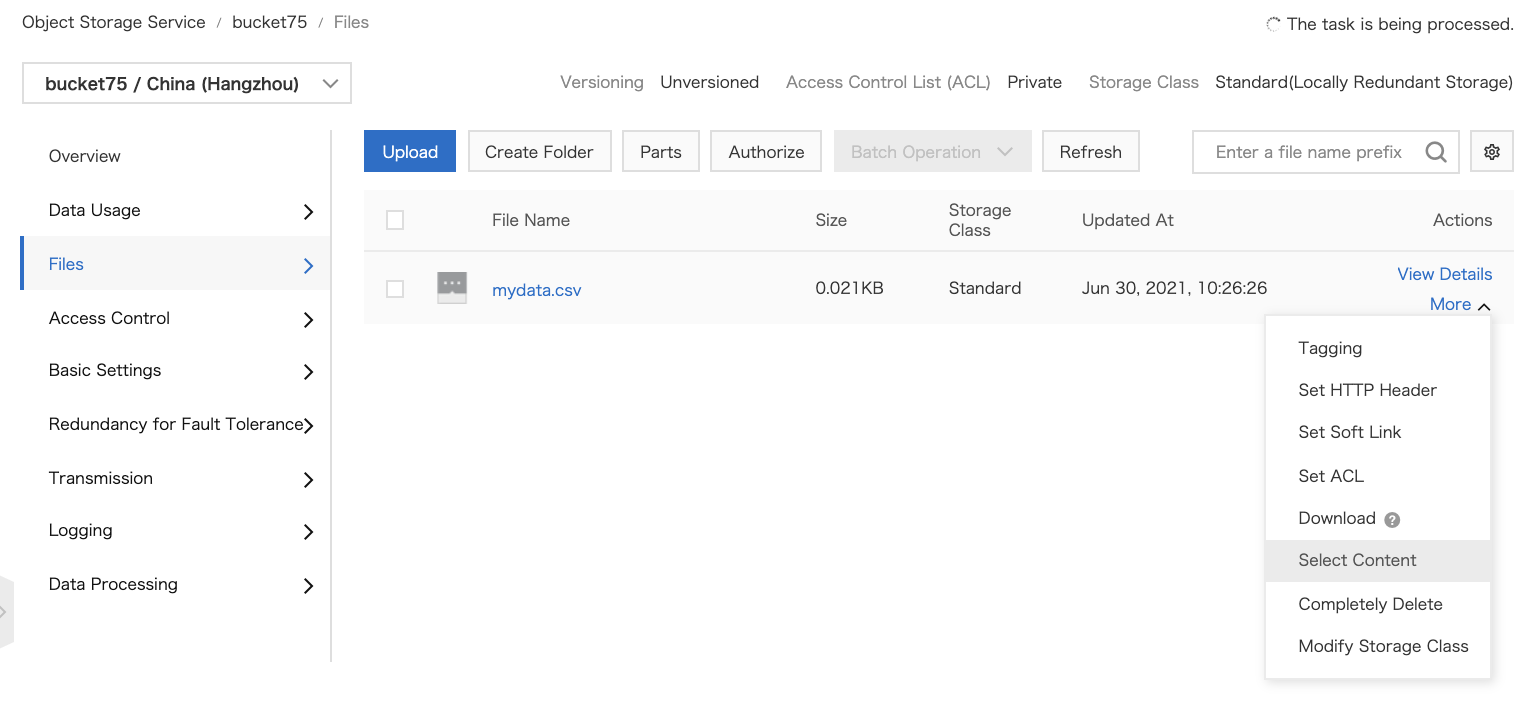 Object Storage Service / bucket75 / Files
The task is being processed.
bucket75 / China (Hangzhou)
Versioning Unversioned Access Control List (ACL) Private Storage Class Standard(Locally Redundant Storage)
Overview
Data Usage
Files
Access Control
Basic Settings
Redundancy for Fault Tolerance
Transmission
Logging
Data Processing
Upload Create Folder Parts Authorize Batch Operation Refresh Enter a file name prefix
File Name Size Storage Class Updated At Actions
mydata.csv 0.021KB Standard Jun 30, 2021, 10:26:26 View Details
More
Tagging
Set HTTP Header
Set Soft Link
Set ACL
Download ?
Select Content
Completely Delete
Modify Storage Class